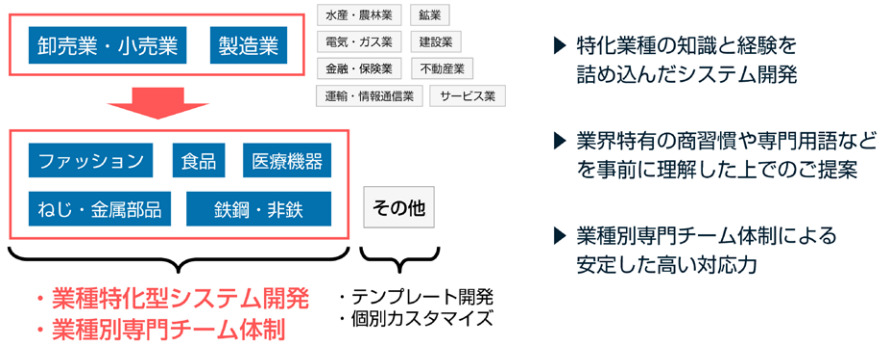 卸売業・小売業
製造業
水産・農林業
鉱業
電気・ガス業
建設業
金融・保険業
不動産業
運輸・情報通信業
サービス業
ファッション
食品
医療機器
ねじ・金属部品
鉄鋼・非鉄
その他
・業種特化型システム開発
・業種別専門チーム体制
・テンプレート開発
・個別カスタマイズ
▶ 特化業種の知識と経験を
詰め込んだシステム開発
▶ 業界特有の商習慣や専門用語など
を事前に理解した上でのご提案
▶ 業種別専門チーム体制による
安定した高い対応力